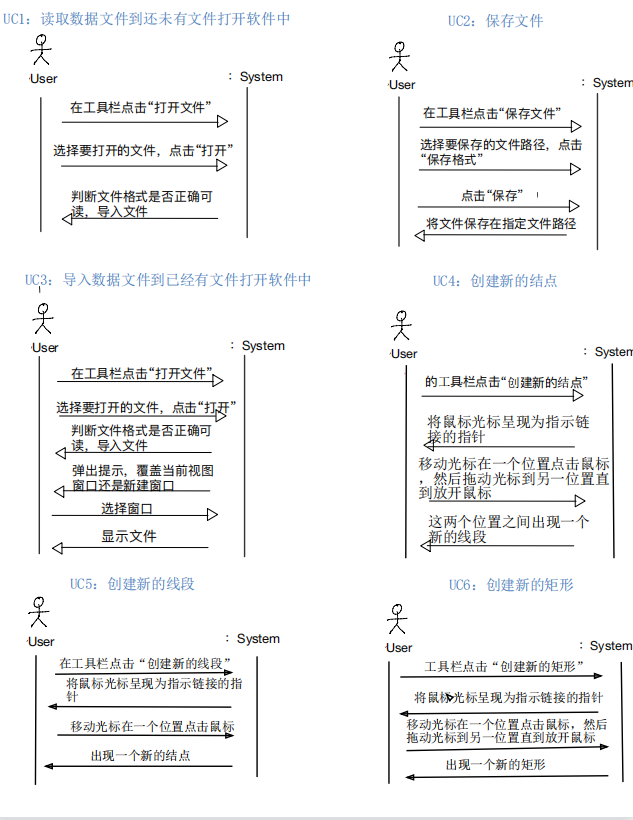 UC1：读取数据文件到还未有文件打开软件中
User
：System
在工具栏点击“打开文件”
选择要打开的文件，点击“打开”
判断文件格式是否正确可
读，导入文件
UC2：保存文件
User
：System
在工具栏点击“保存文件”
选择要保存的文件路径，点击
“保存格式”
点击“保存”
将文件保存在指定文件路径
UC3：导入数据文件到已经有文件打开软件中
User
：System
在工具栏点击“打开文件”
选择要打开的文件，点击“打开”
判断文件格式是否正确可
读，导入文件
弹出提示，覆盖当前视图
窗口还是新建窗口
选择窗口
显示文件
UC4：创建新的结点
User
：System
的工具栏点击“创建新的结点”
将鼠标光标呈现为指示链
接的指针
移动光标在一个位置点击鼠标
，然后拖动光标到另一位置直
到放开鼠标
这两个位置之间出现一个
新的线段
UC5：创建新的线段
User
：System
在工具栏点击“创建新的线段”
将鼠标光标呈现为指示链接的指
针
移动光标在一个位置点击鼠标
出现一个新的结点
UC6：创建新的矩形
User
：System
工具栏点击“创建新的矩形”
将鼠标光标呈现为指示链接的指针
移动光标在一个位置点击鼠标，然后
拖动光标到另一位置直到放开鼠标
出现一个新的矩形